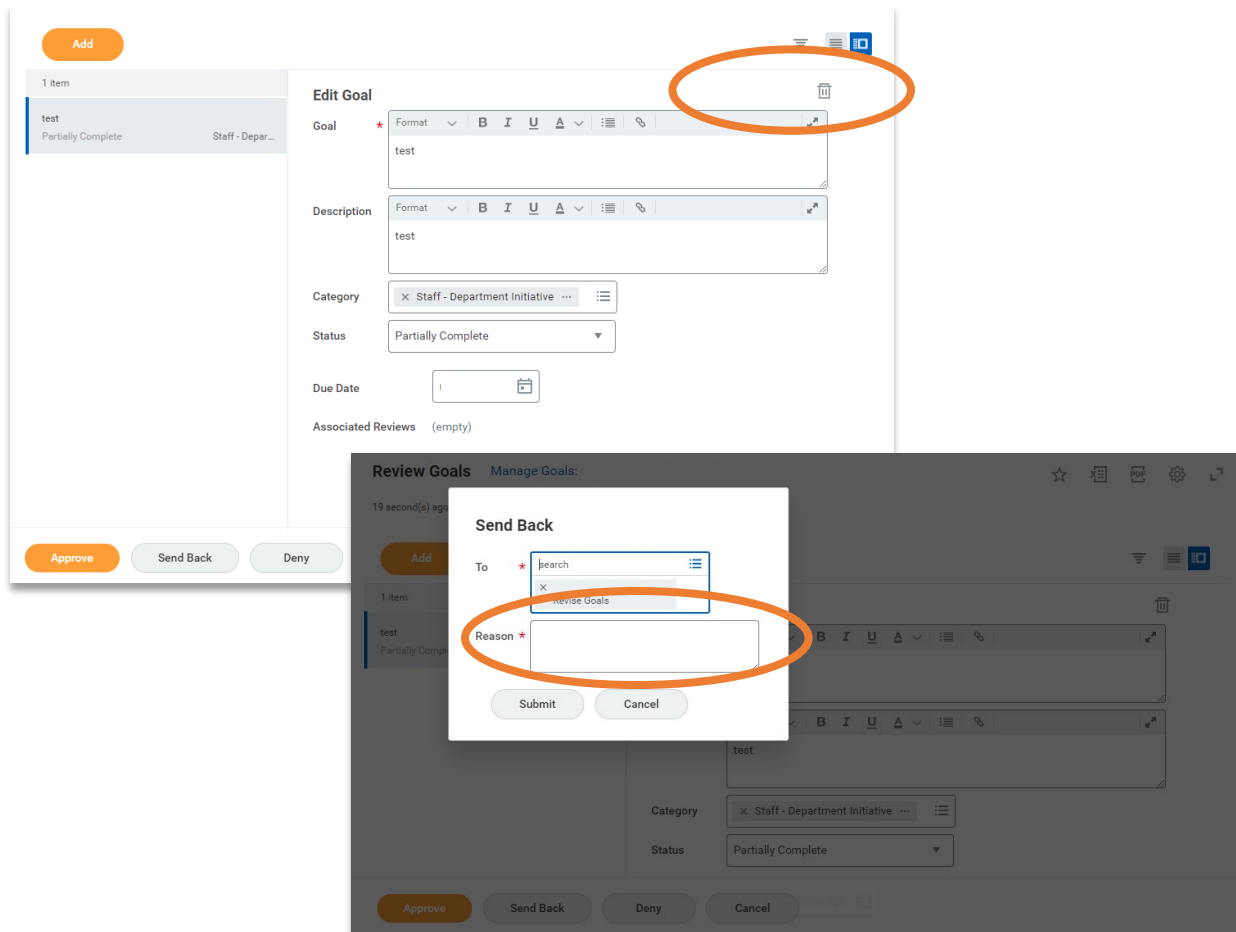 Add
1 item
test
Partially Complete Staff - Depar...
Edit Goal
Goal * Format B I U A
test
Description Format B I U A
test
Category × Staff - Department Initiative ...
Status Partially Complete
Due Date
Associated Reviews (empty)
Approve Send Back Deny
Review Goals Manage Goals:
19 second(s) ago
PDF
Add
1 item
test
Partially Comple
B I U A
B I U A
test
Category × Staff - Department Initiative ...
Status Partially Complete
Approve Send Back Deny Cancel
Send Back
To * search
×
Revise Goals
Reason *
Submit Cancel